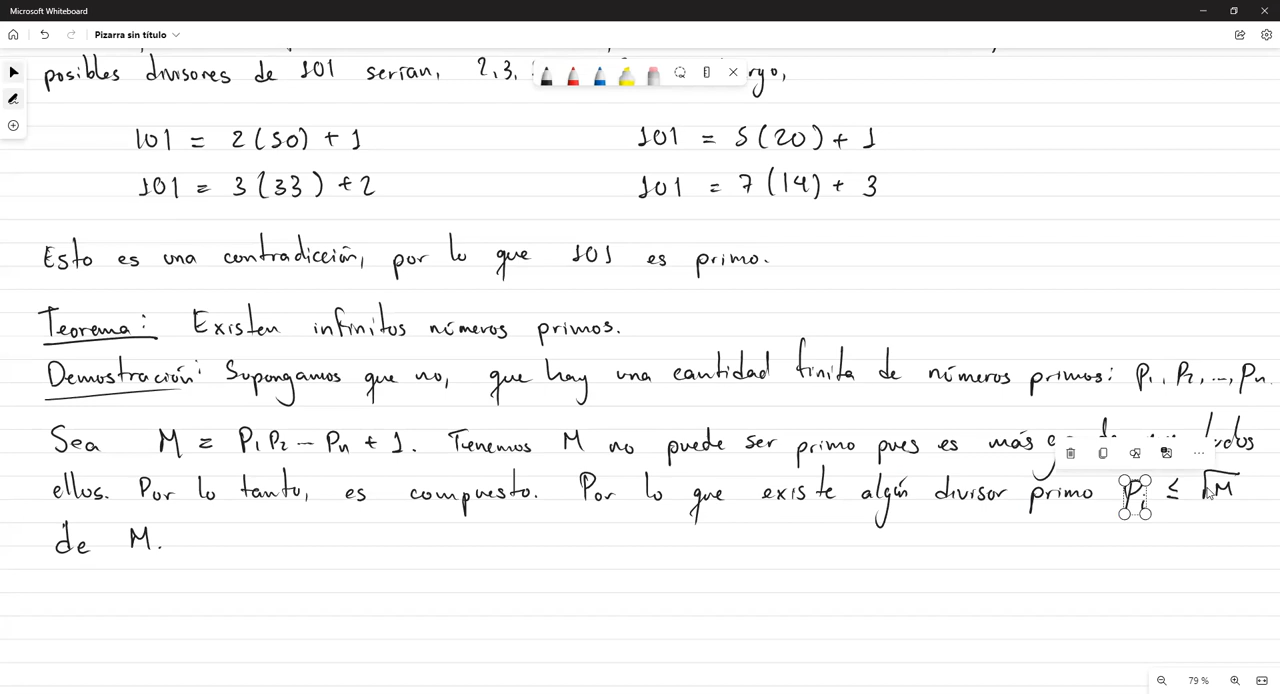 Microsoft Whiteboard
Pizarra sin título
posibles divisores de 101 serían, 2,3,
101 = 2(50) + 1
101 = 5(20) + 1
101 = 3(33) + 2
101 = 7(14) + 3
Esto es una contradicción, por lo que 101 es primo.
Teorema: Existen infinitos números primos.
Demostración: Supongamos que no, que hay una cantidad finita de números primos: P₁, P₂, ..., Pₙ.
Sea M = P₁P₂ ... Pₙ + 1. Tenemos M no puede ser primo pues es más
ellos. Por lo tanto, es compuesto. Por lo que existe algún divisor primo Pᵢ ≤ √M
de M.
79 %